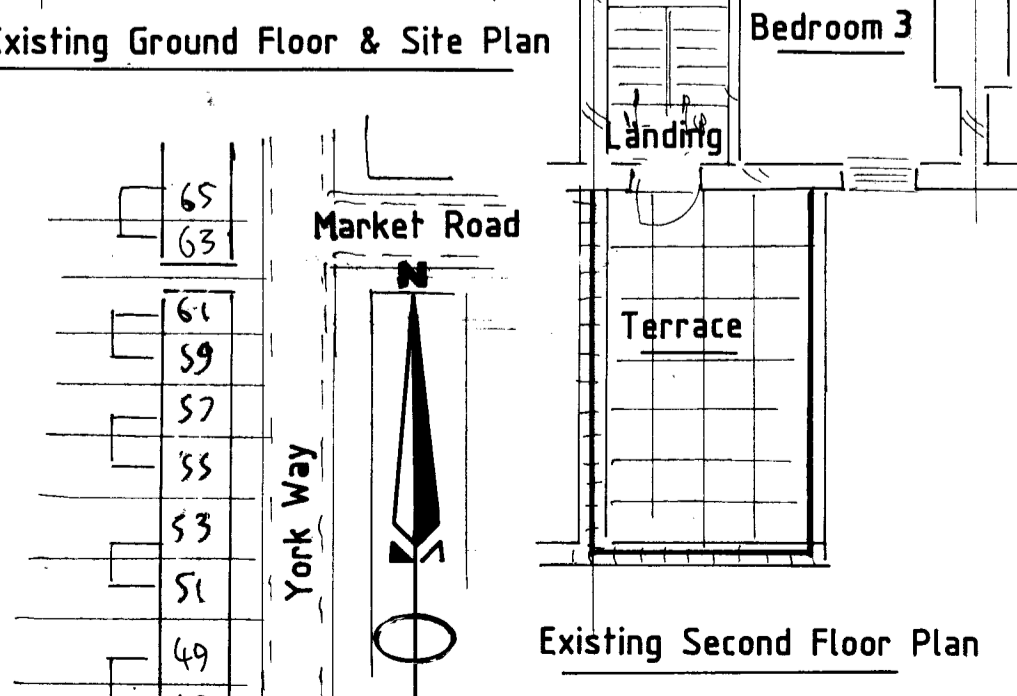 Existing Ground Floor & Site Plan
Bedroom 3
Landing
65
63
Market Road
N
61
59
57
55
53
51
49
York Way
Terrace
Existing Second Floor Plan